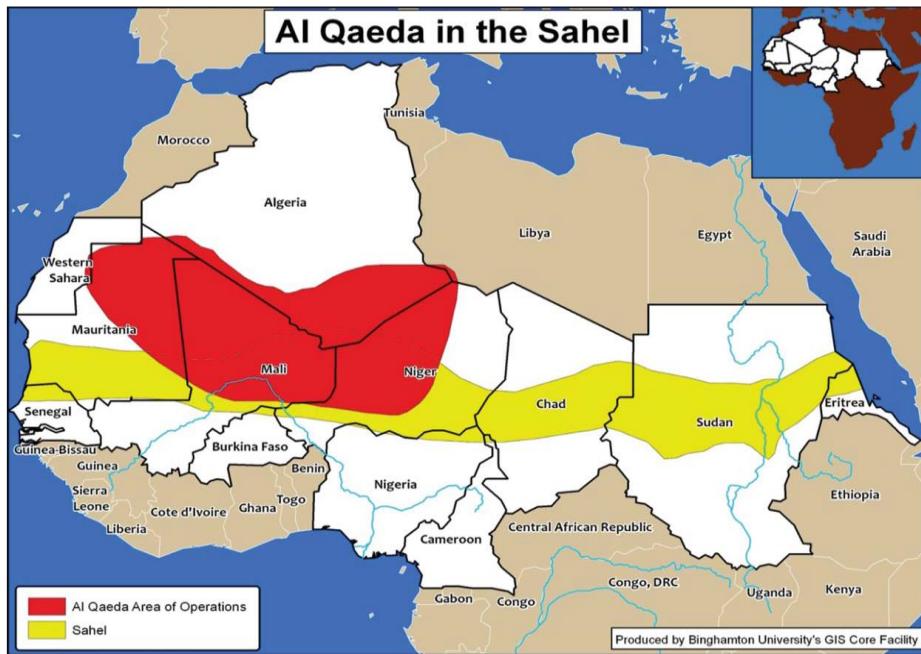 Al Qaeda in the Sahel
Tunisia
Morocco
Algeria
Libya
Egypt
Saudi
Arabia
Western
Sahara
Mauritania
Mali
Niger
Chad
Sudan
Eritrea
Senegal
Guinea-Bissau
Guinea
Burkina Faso
Benin
Nigeria
Sierra
Leone
Liberia
Cote d'Ivoire
Ghana
Togo
Cameroon
Central African Republic
Ethiopia
Gabon
Congo
Congo, DRC
Uganda
Kenya
Al Qaeda Area of Operations
Sahel
Produced by Binghamton University's GIS Core Facility